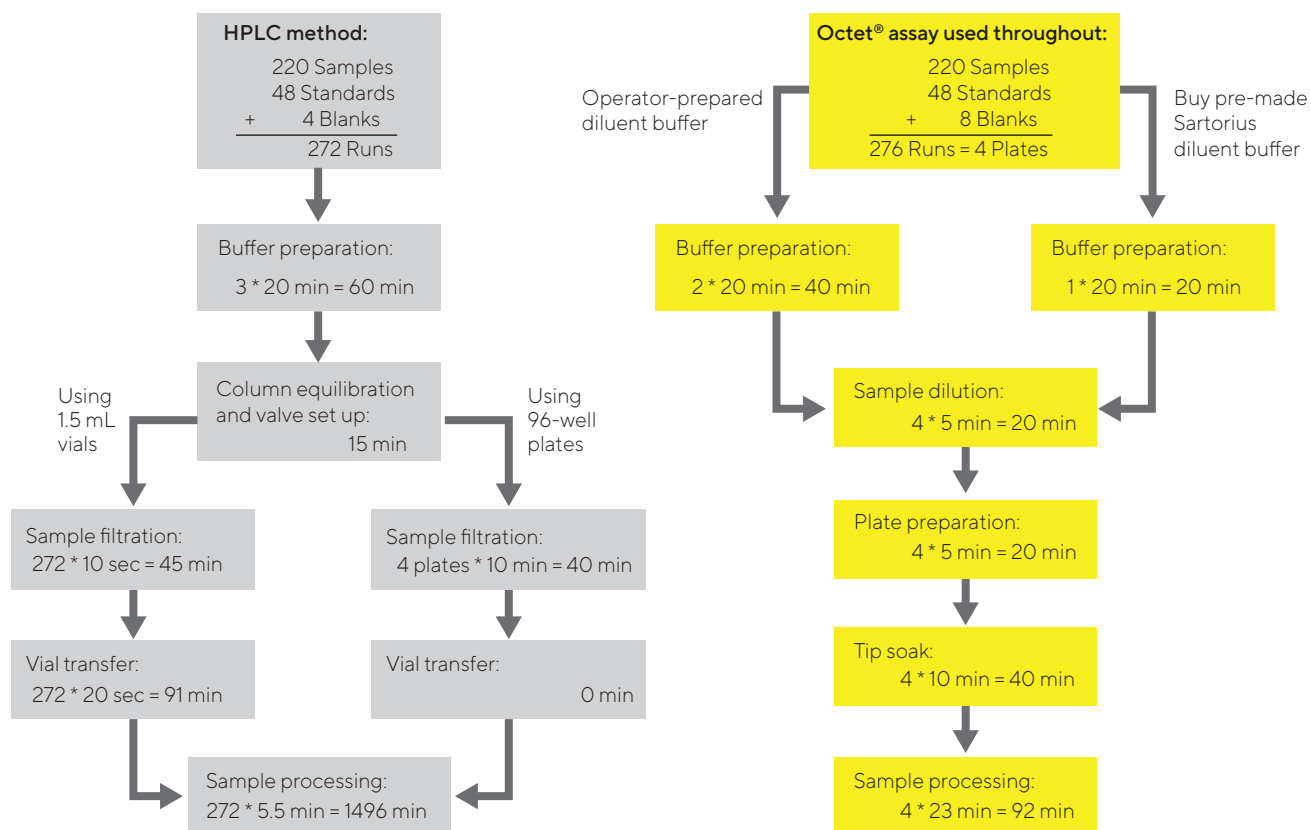 HPLC method:
220 Samples
48 Standards
+ 4 Blanks
272 Runs
Buffer preparation:
3 * 20 min = 60 min
Column equilibration
and valve set up:
15 min
Using
1.5 mL
vials
Using
96-well
plates
Sample filtration:
272 * 10 sec = 45 min
Sample filtration:
4 plates * 10 min = 40 min
Vial transfer:
272 * 20 sec = 91 min
Vial transfer:
0 min
Sample processing:
272 * 5.5 min = 1496 min
Octet® assay used throughout:
220 Samples
48 Standards
+ 8 Blanks
276 Runs = 4 Plates
Operator-prepared
diluent buffer
Buy pre-made
Sartorius
diluent buffer
Buffer preparation:
2 * 20 min = 40 min
Buffer preparation:
1 * 20 min = 20 min
Sample dilution:
4 * 5 min = 20 min
Plate preparation:
4 * 5 min = 20 min
Tip soak:
4 * 10 min = 40 min
Sample processing:
4 * 23 min = 92 min